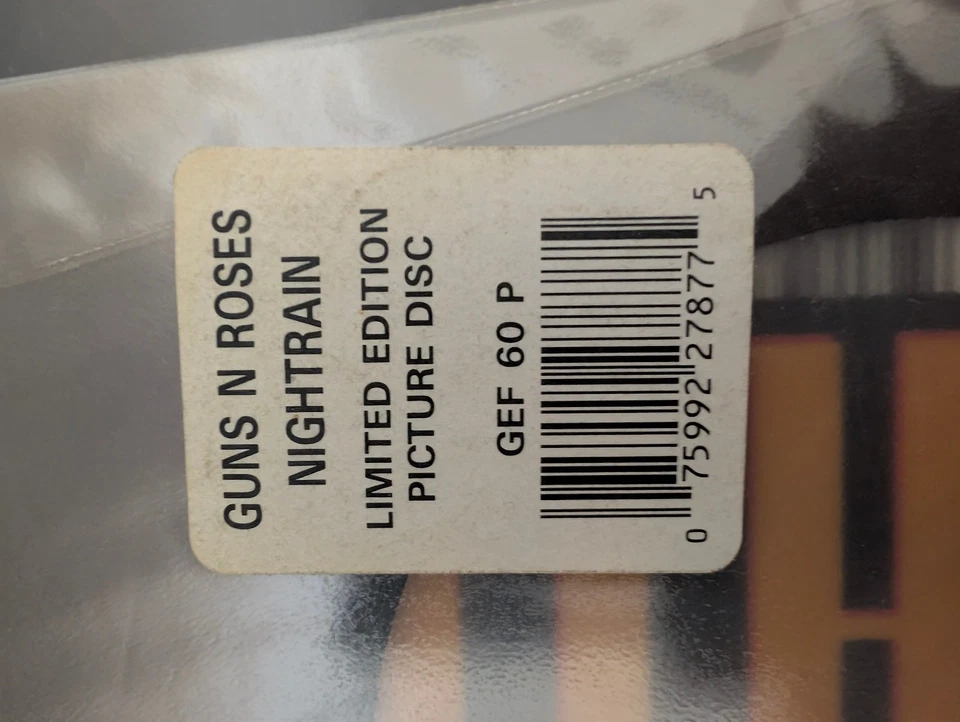 GUNS N ROSES
NIGHTRAIN
LIMITED EDITION
PICTURE DISC
GEF 60 P
0 75992 27877 5